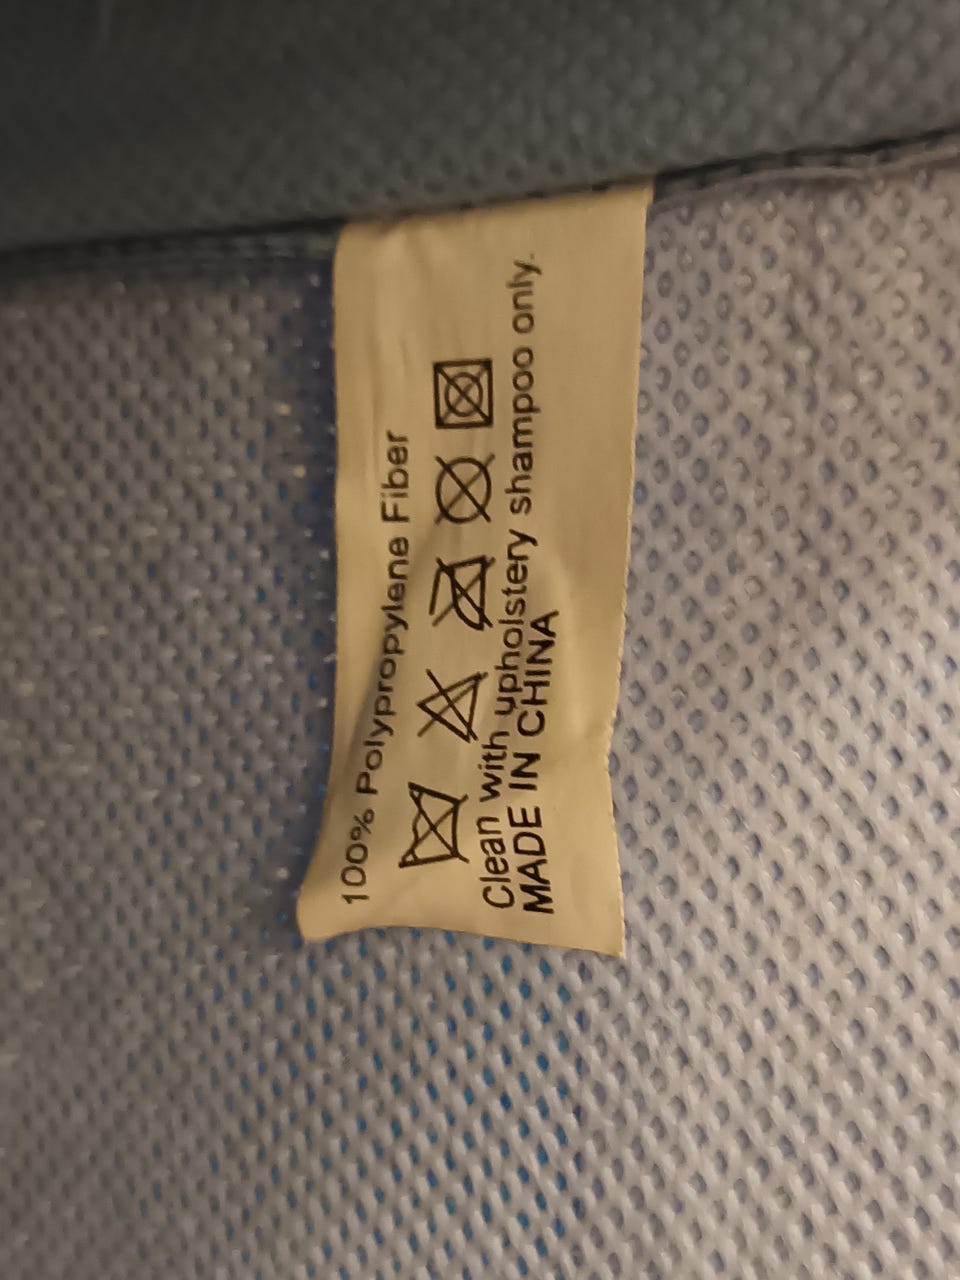 100% Polypropylene Fiber
Clean with upholstery shampoo only.
MADE IN CHINA